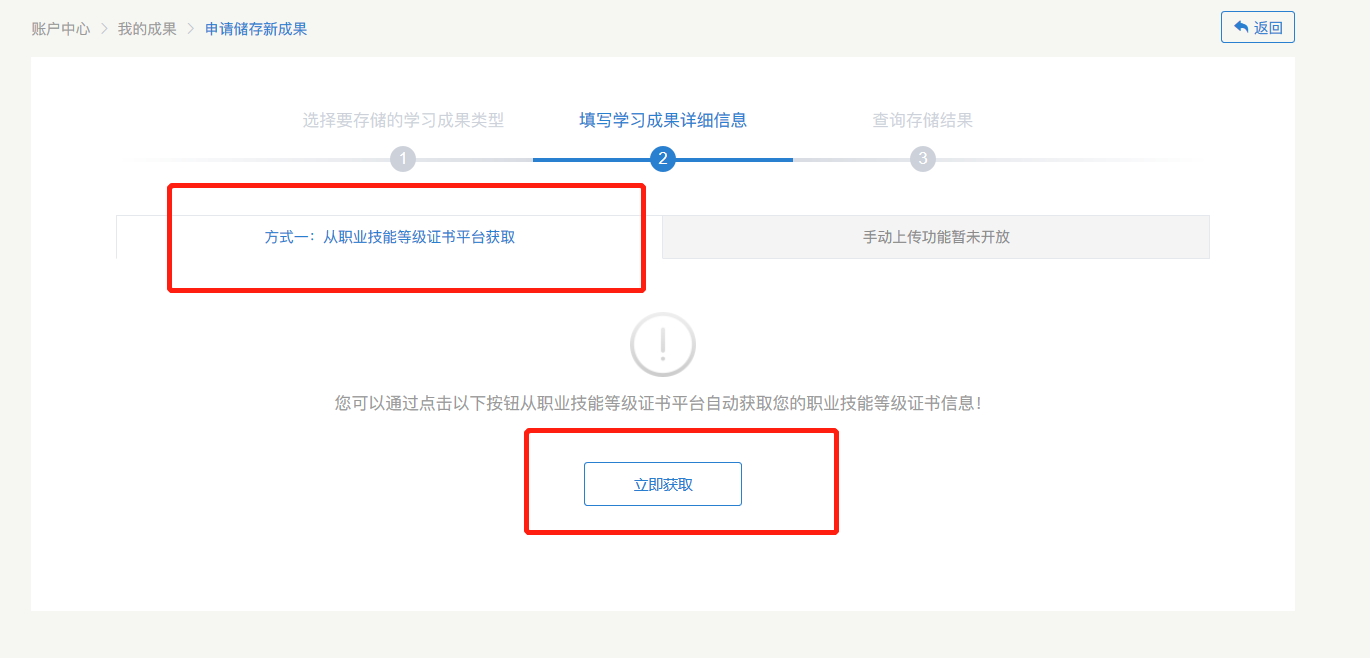 账户中心 > 我的成果 > 申请储存新成果
返回
选择要存储的学习成果类型 填写学习成果详细信息 查询存储结果
1 2 3
方式一：从职业技能等级证书平台获取 手动上传功能暂未开放
您可以通过点击以下按钮从职业技能等级证书平台自动获取您的职业技能等级证书信息！
立即获取